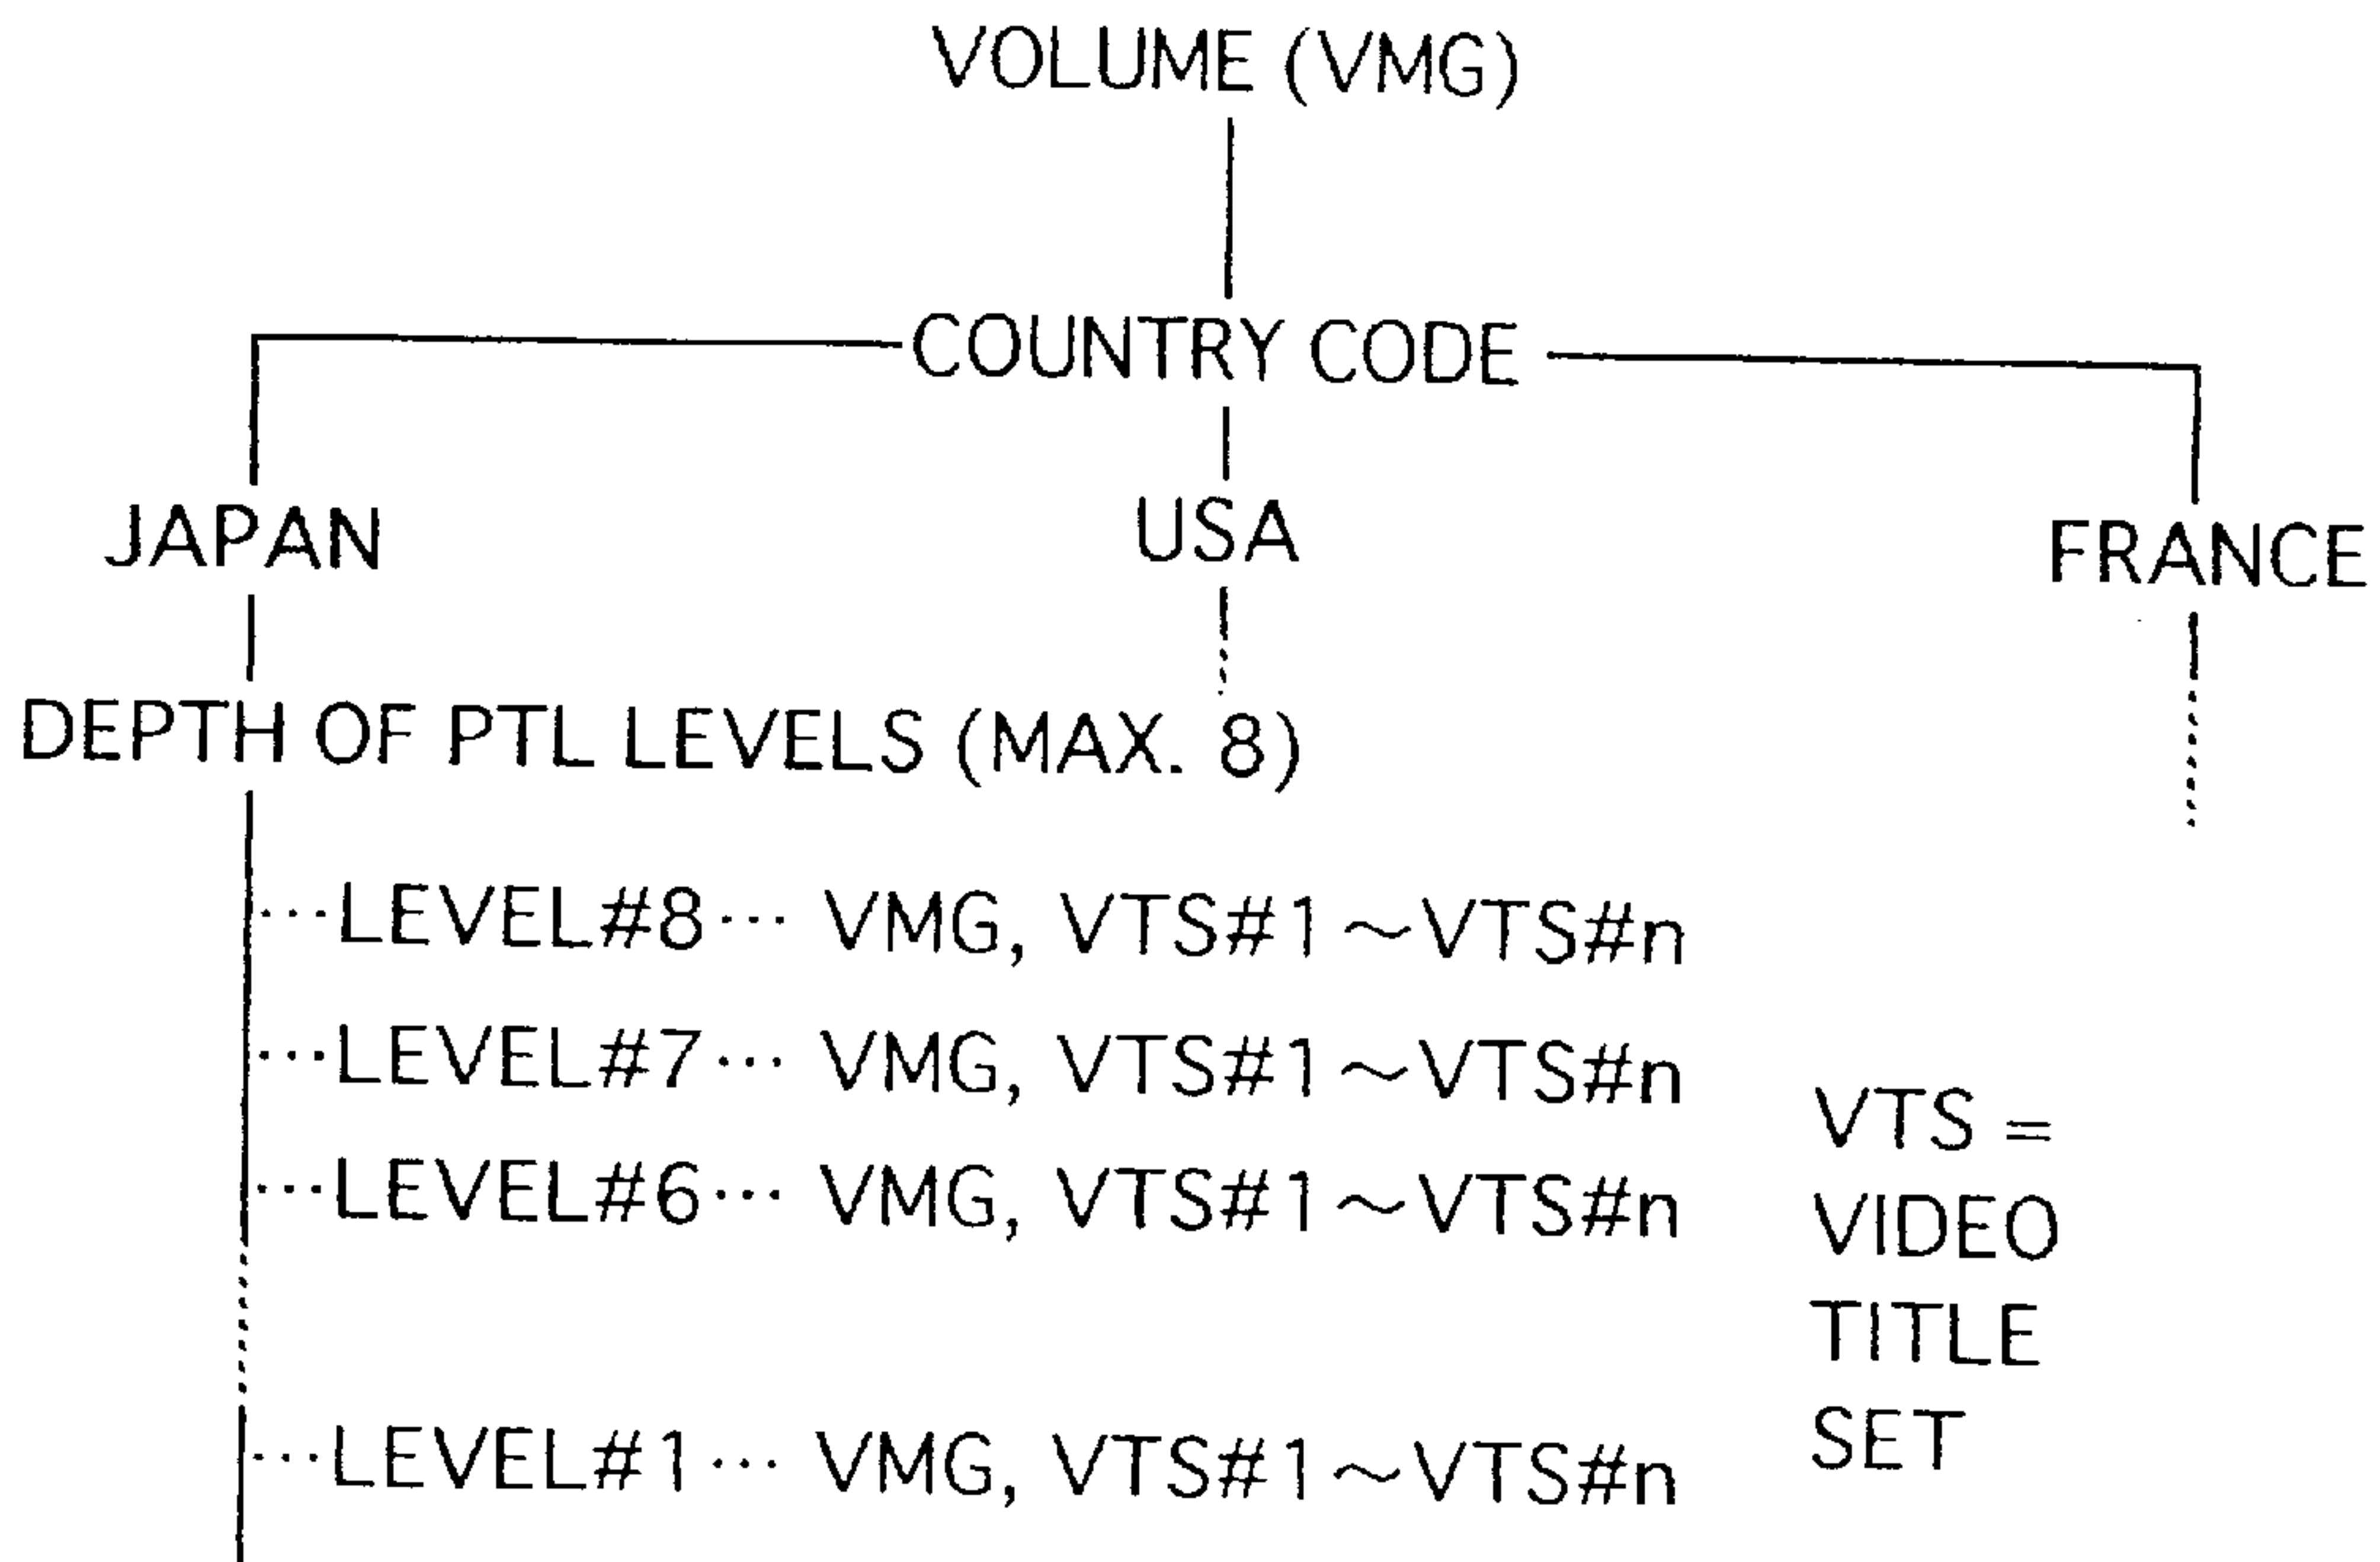 VOLUME (VMG)
COUNTRY CODE
JAPAN
USA
FRANCE
DEPTH OF PTL LEVELS (MAX. 8)
···LEVEL#8··· VMG, VTS#1~VTS#n
···LEVEL#7··· VMG, VTS#1~VTS#n
···LEVEL#6··· VMG, VTS#1~VTS#n
···LEVEL#1··· VMG, VTS#1~VTS#n
VTS =
VIDEO
TITLE
SET